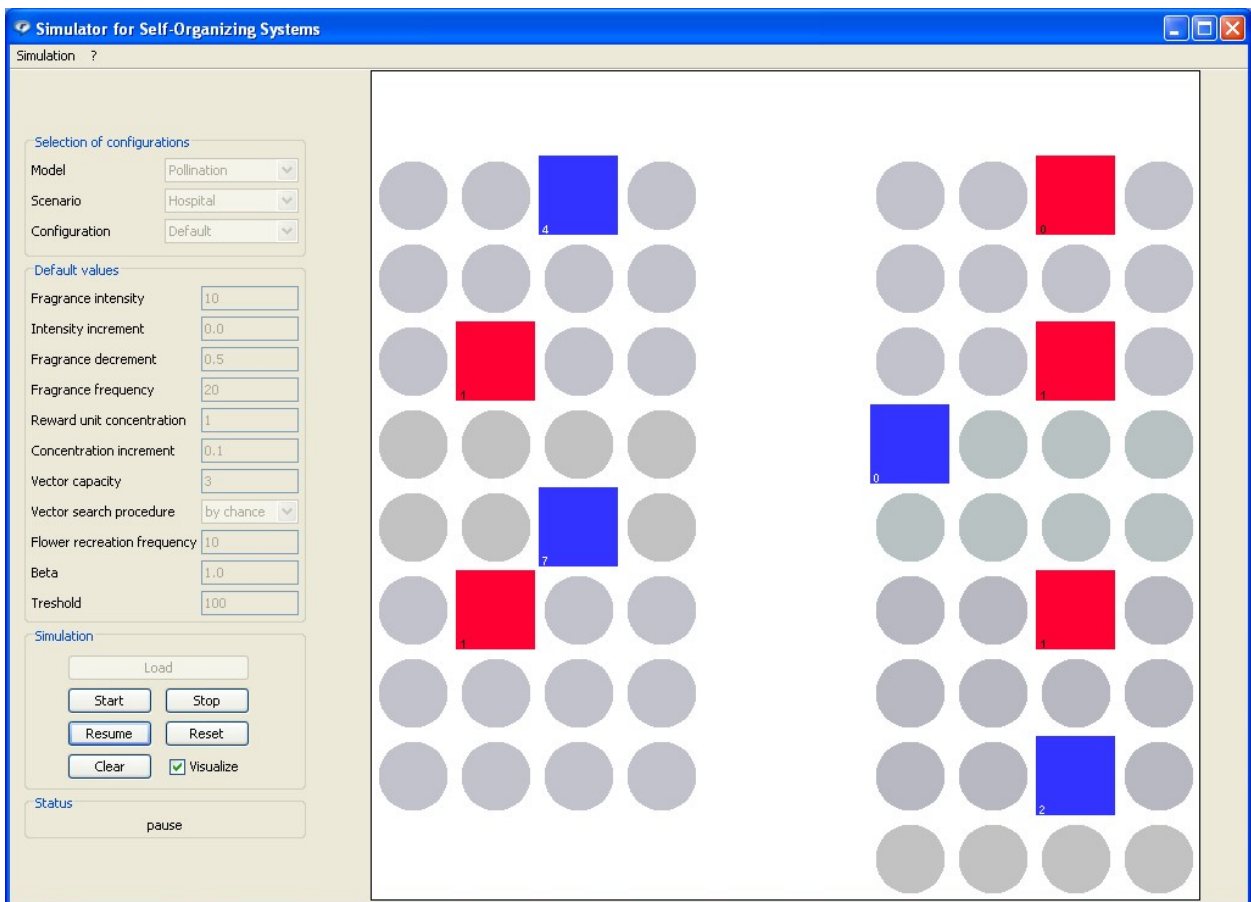 Simulator for Self-Organizing Systems
Simulation ?
Selection of configurations
Model Pollination
Scenario Hospital
Configuration Default
Default values
Fragrance intensity 10
Intensity increment 0.0
Fragrance decrement 0.5
Fragrance frequency 20
Reward unit concentration 1
Concentration increment 0.1
Vector capacity 3
Vector search procedure by chance
Flower recreation frequency 10
Beta 1.0
Treshold 100
Simulation
Load
Start Stop
Resume Reset
Clear Visualize
Status
pause
4
1 1
0
7
1 1
2